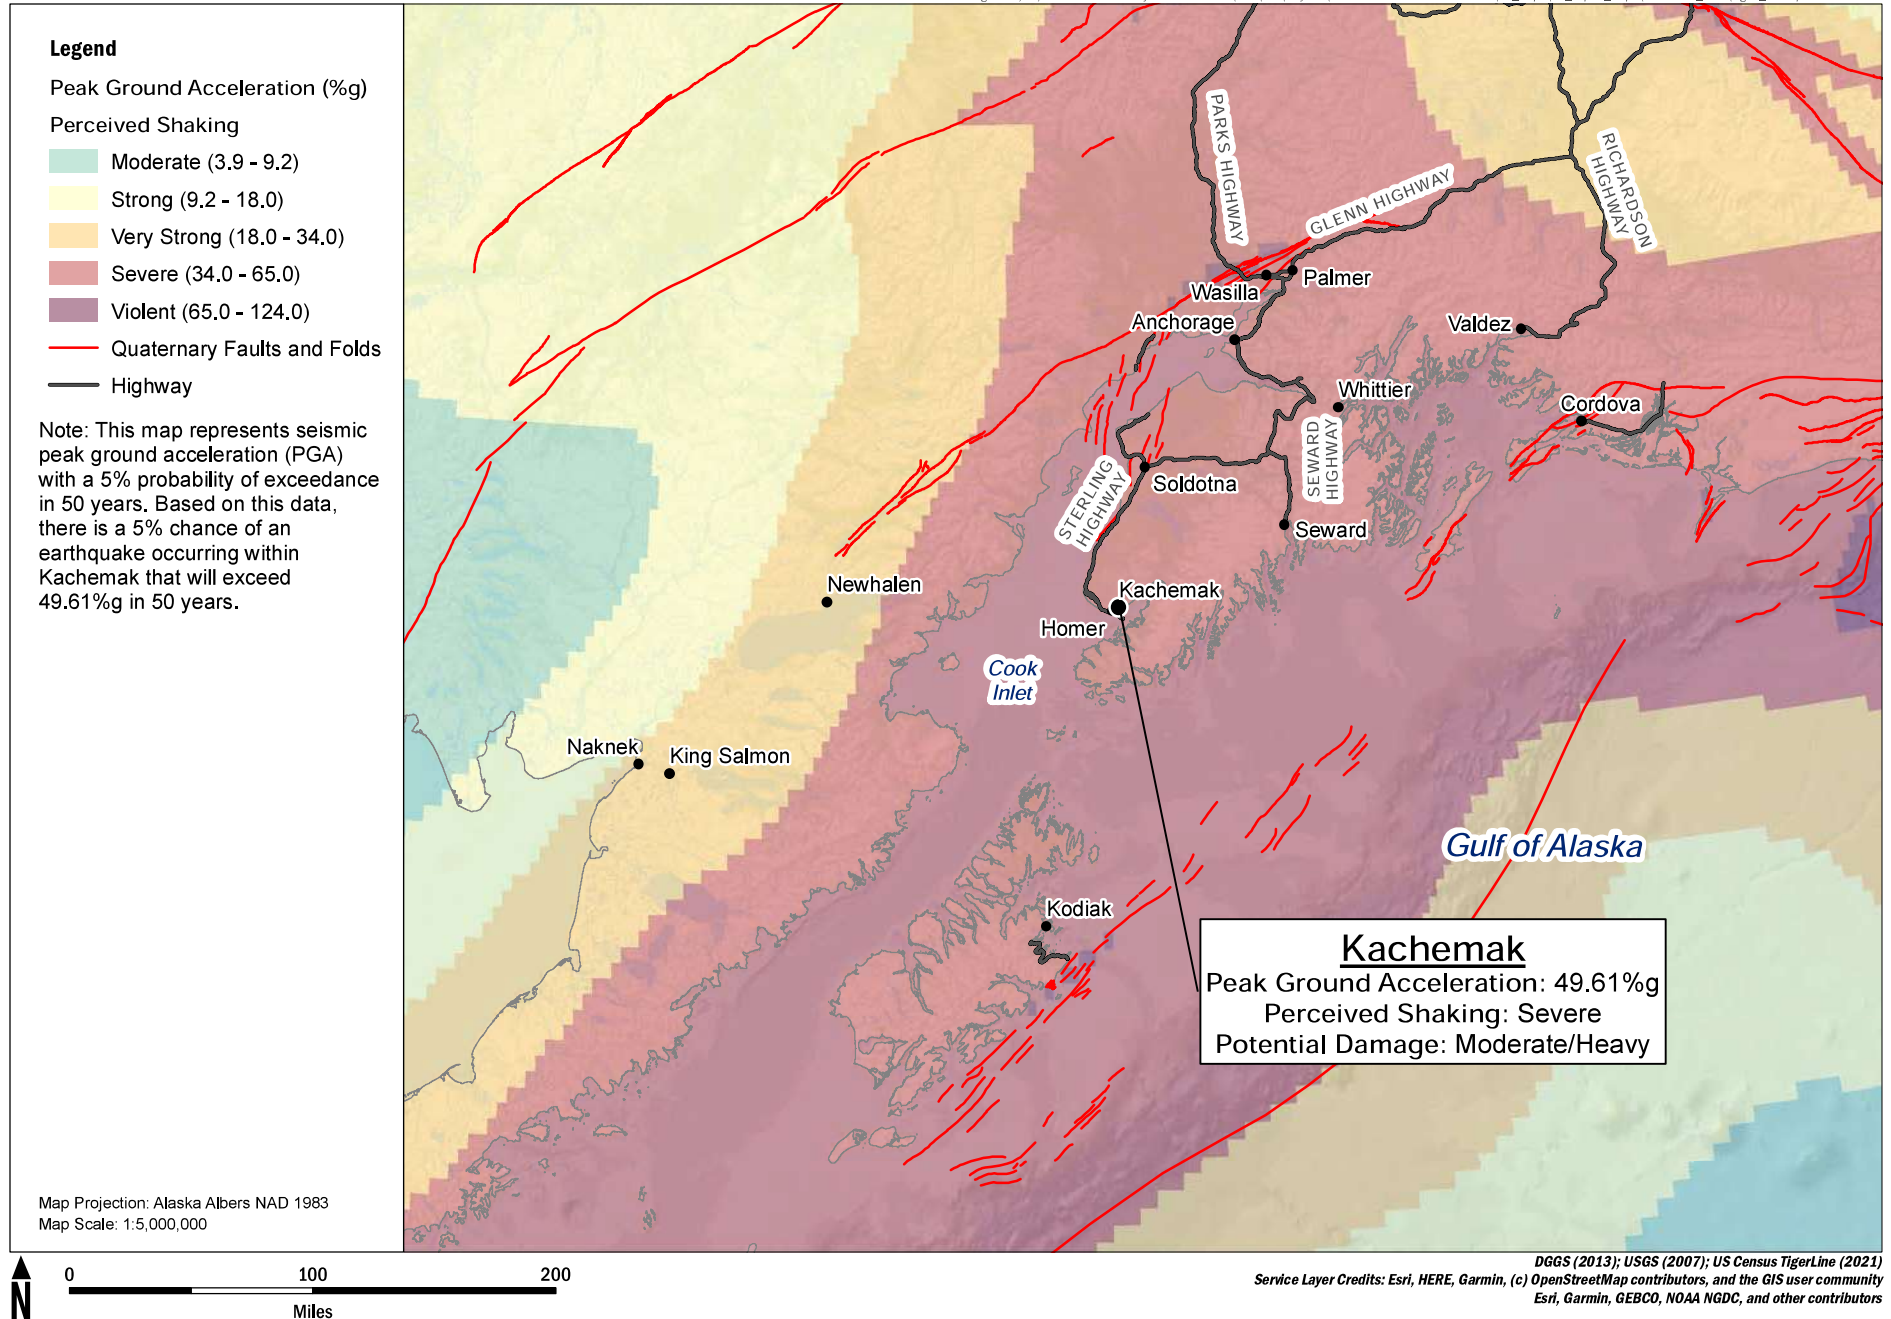 Legend
Peak Ground Acceleration (%g)
Perceived Shaking
Moderate (3.9 - 9.2)
Strong (9.2 - 18.0)
Very Strong (18.0 - 34.0)
Severe (34.0 - 65.0)
Violent (65.0 - 124.0)
Quaternary Faults and Folds
Highway
Note: This map represents seismic
peak ground acceleration (PGA)
with a 5% probability of exceedance
in 50 years. Based on this data,
there is a 5% chance of an
earthquake occurring within
Kachemak that will exceed
49.61%g in 50 years.
Map Projection: Alaska Albers NAD 1983
Map Scale: 1:5,000,000
PARKS HIGHWAY
GLENN HIGHWAY
RICHARDSON
HIGHWAY
Wasilla
Palmer
Anchorage
Valdez
Whittier
Cordova
SEWARD
HIGHWAY
STERLING
HIGHWAY
Soldotna
Seward
Newhalen
Kachemak
Homer
Cook
Inlet
Naknek
King Salmon
Gulf of Alaska
Kodiak
Kachemak
Peak Ground Acceleration: 49.61%g
Perceived Shaking: Severe
Potential Damage: Moderate/Heavy
N
0 100 200
Miles
DGGS (2013); USGS (2007); US Census TigerLine (2021)
Service Layer Credits: Esri, HERE, Garmin, (c) OpenStreetMap contributors, and the GIS user community
Esri, Garmin, GEBCO, NOAA NGDC, and other contributors